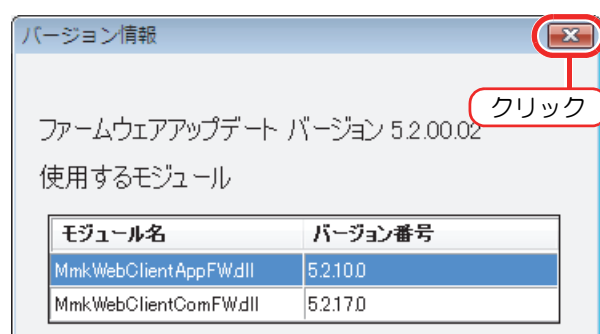 バージョン情報
クリック
ファームウェアアップデート バージョン 5.2.00.02
使用するモジュール
モジュール名 バージョン番号
MmkWebClientAppFW.dll 5.2.10.0
MmkWebClientComFW.dll 5.2.17.0